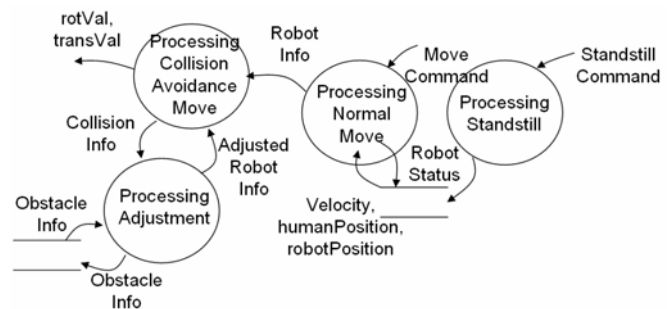 rotVal,
transVal
Processing
Collision
Avoidance
Move
Robot
Info
Move
Command
Standstill
Command
Processing
Normal
Move
Processing
Standstill
Collision
Info
Adjusted
Robot
Info
Robot
Status
Processing
Adjustment
Velocity,
humanPosition,
robotPosition
Obstacle
Info
Obstacle
Info